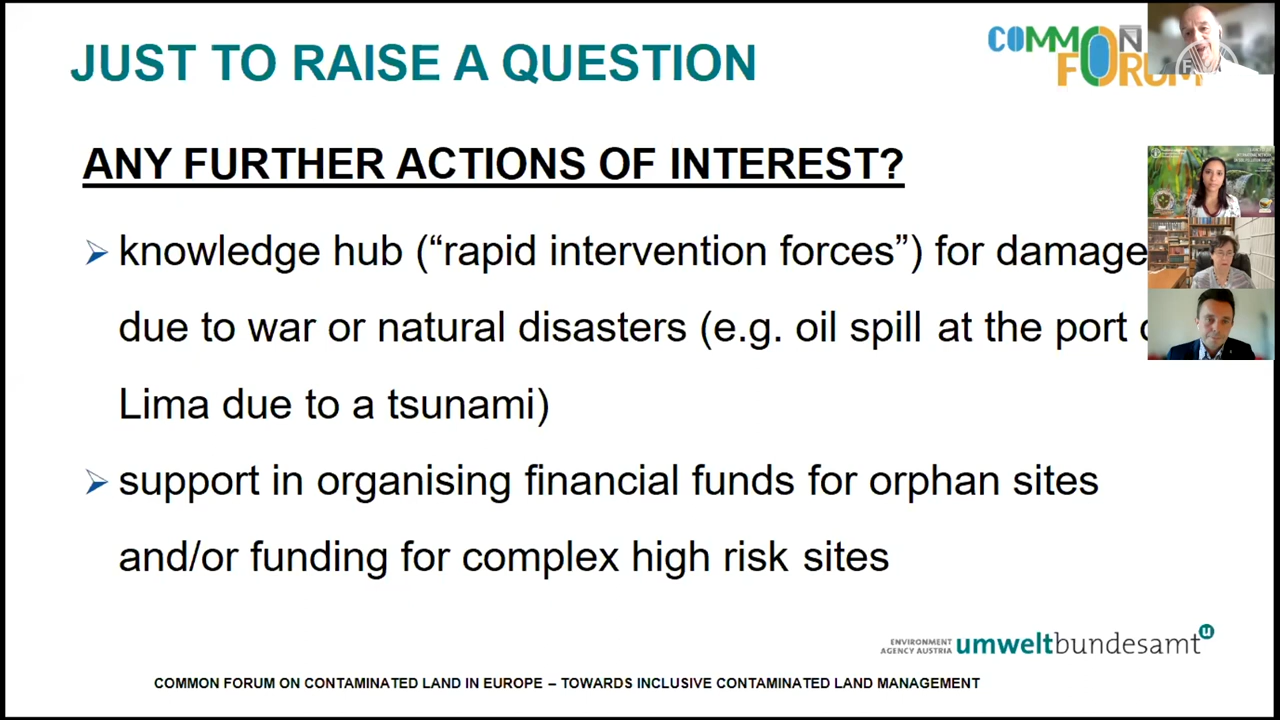 JUST TO RAISE A QUESTION
COMMON
FORUM
ANY FURTHER ACTIONS OF INTEREST?
knowledge hub (“rapid intervention forces”) for damage
due to war or natural disasters (e.g. oil spill at the port
Lima due to a tsunami)
support in organising financial funds for orphan sites
and/or funding for complex high risk sites
ENVIRONMENT
AGENCY AUSTRIA umweltbundesamt
COMMON FORUM ON CONTAMINATED LAND IN EUROPE – TOWARDS INCLUSIVE CONTAMINATED LAND MANAGEMENT